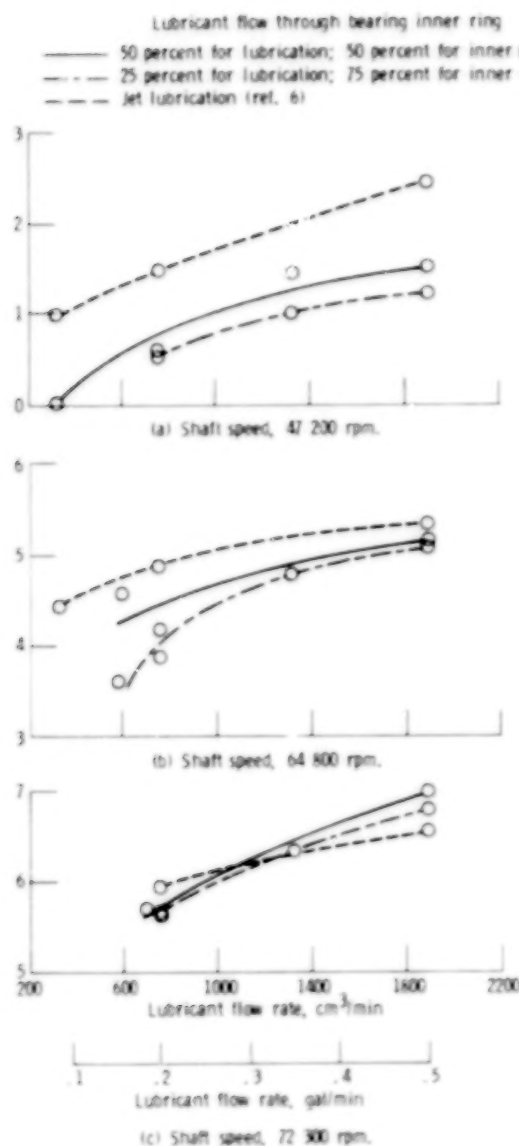 Lubricant flow through bearing inner ring
50 percent for lubrication; 50 percent for inner
25 percent for lubrication; 75 percent for inner
Jet lubrication (ref. 6)
3
2
1
0
(a) Shaft speed, 47 200 rpm.
6
5
4
3
(b) Shaft speed, 64 800 rpm.
7
6
5
200 600 1000 1400 1800 2200
Lubricant flow rate, cm3/min
.1 .2 .3 .4 .5
Lubricant flow rate, gal/min
(c) Shaft speed, 72 300 rpm.